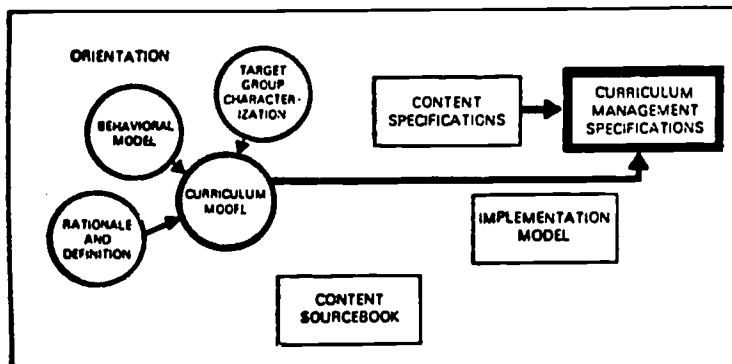 ORIENTATION
TARGET
GROUP
CHARACTER-
IZATION
BEHAVIORAL
MODEL
CURRICULUM
MOOFL
RATIONALE
AND
DEFINITION
CONTENT
SPECIFICATIONS
CURRICULUM
MANAGEMENT
SPECIFICATIONS
IMPLEMENTATION
MODEL
CONTENT
SOURCEBOOK